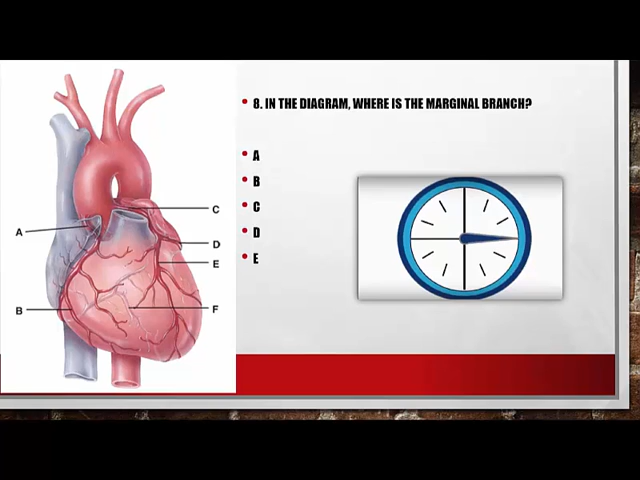 8. IN THE DIAGRAM, WHERE IS THE MARGINAL BRANCH?
A
B
C
D
E
C
A
D
E
B
F